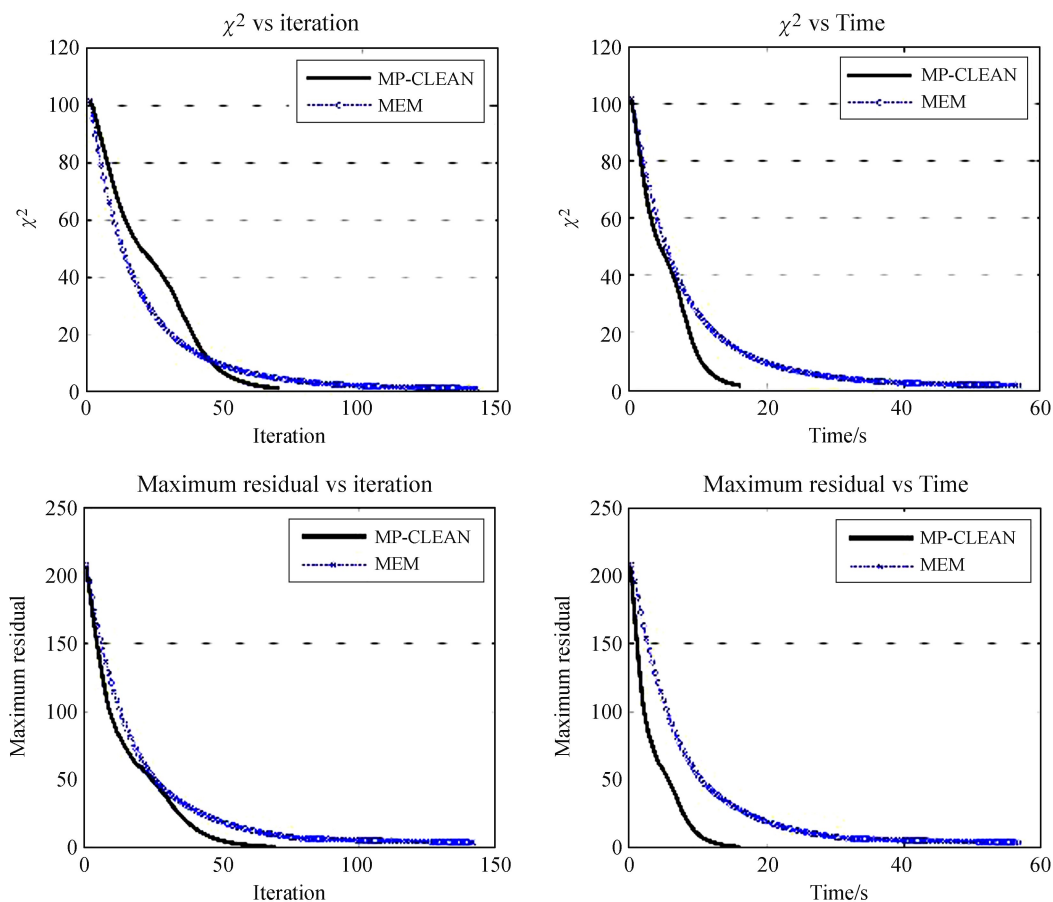 χ² vs iteration
120
100
80
60
40
20
0
χ²
MP-CLEAN
MEM
0
50
100
150
Iteration
χ² vs Time
120
100
80
60
40
20
0
χ²
MP-CLEAN
MEM
0
20
40
60
Time/s
Maximum residual vs iteration
250
200
150
100
50
0
Maximum residual
MP-CLEAN
MEM
0
50
100
150
Iteration
Maximum residual vs Time
250
200
150
100
50
0
Maximum residual
MP-CLEAN
MEM
0
20
40
60
Time/s